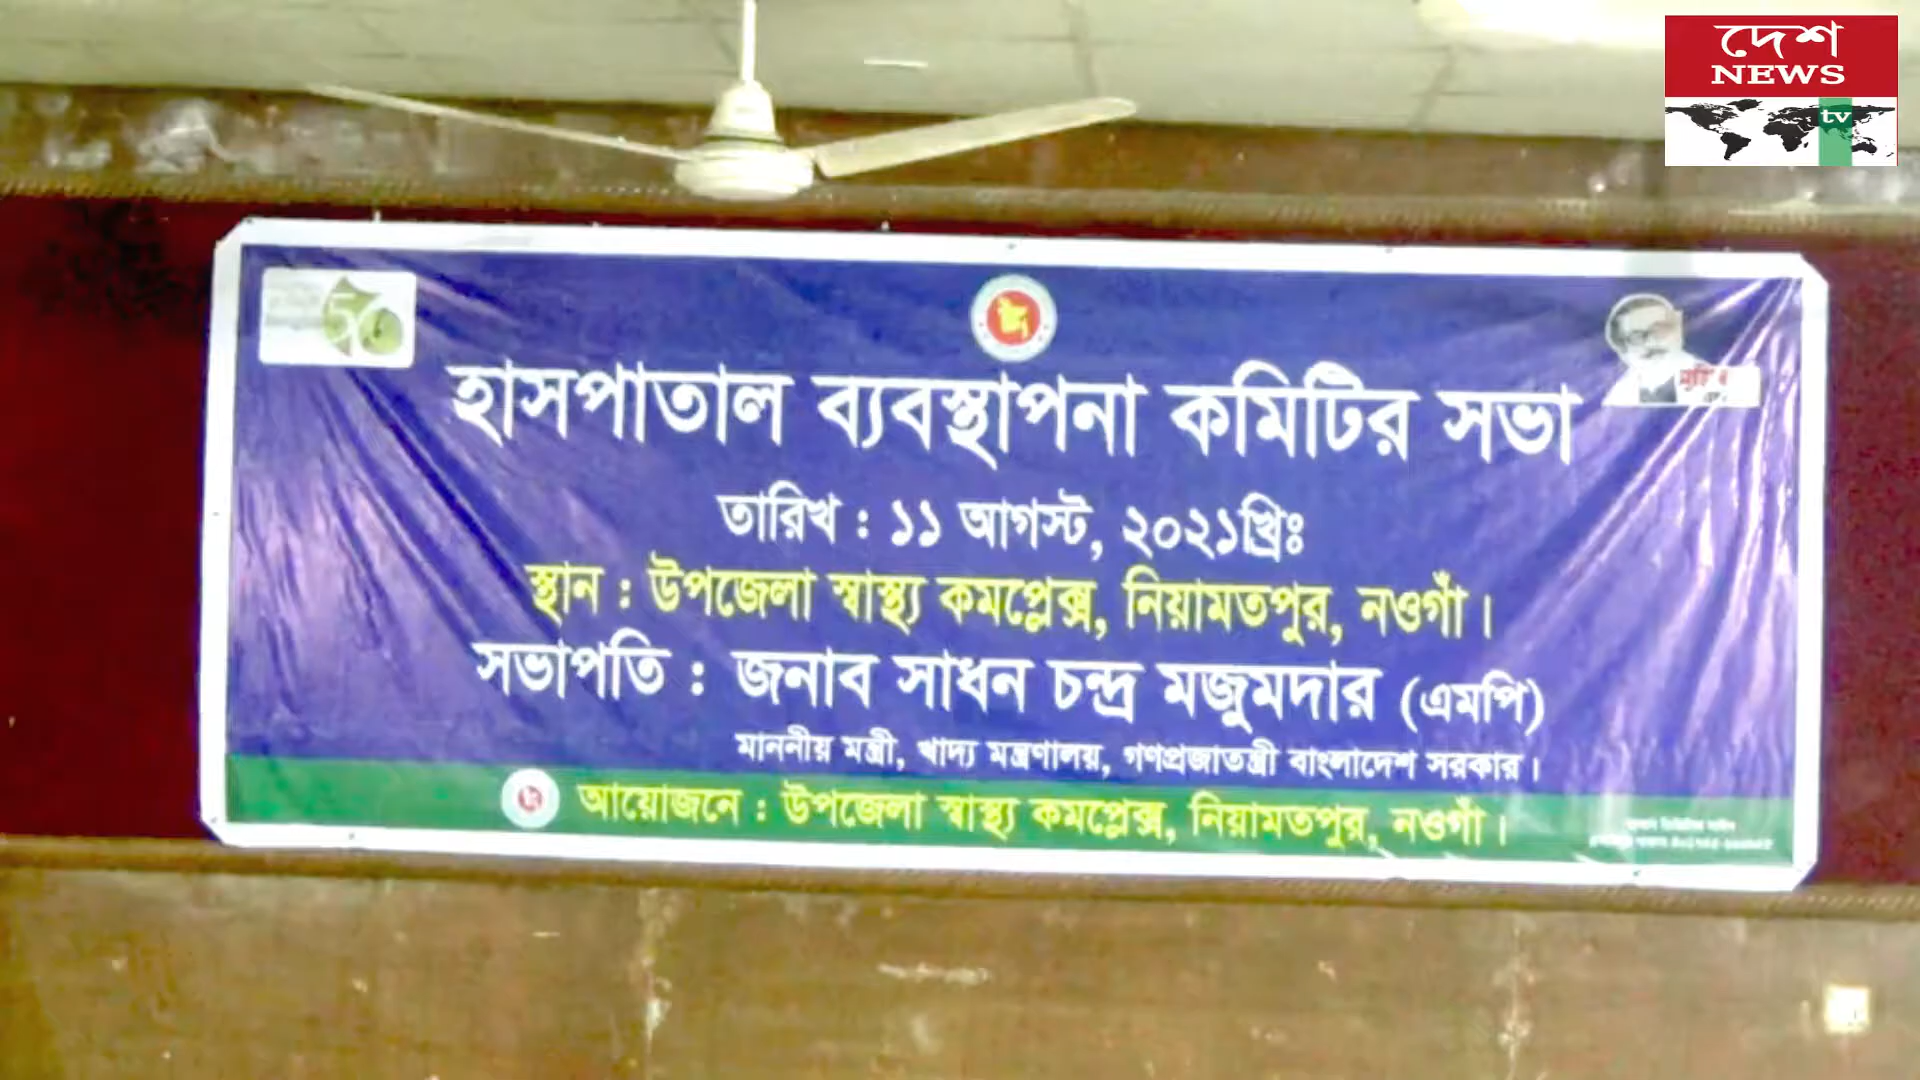 দেশ
NEWS
tv
50
হাসপাতাল ব্যবস্থাপনা কমিটির সভা
তারিখ : ১১ আগস্ট, ২০২১খ্রিঃ
স্থান : উপজেলা স্বাস্থ্য কমপ্লেক্স, নিয়ামতপুর, নওগাঁ।
সভাপতি : জনাব সাধন চন্দ্র মজুমদার (এমপি)
মাননীয় মন্ত্রী, খাদ্য মন্ত্রণালয়, গণপ্রজাতন্ত্রী বাংলাদেশ সরকার।
আয়োজনে : উপজেলা স্বাস্থ্য কমপ্লেক্স, নিয়ামতপুর, নওগাঁ।